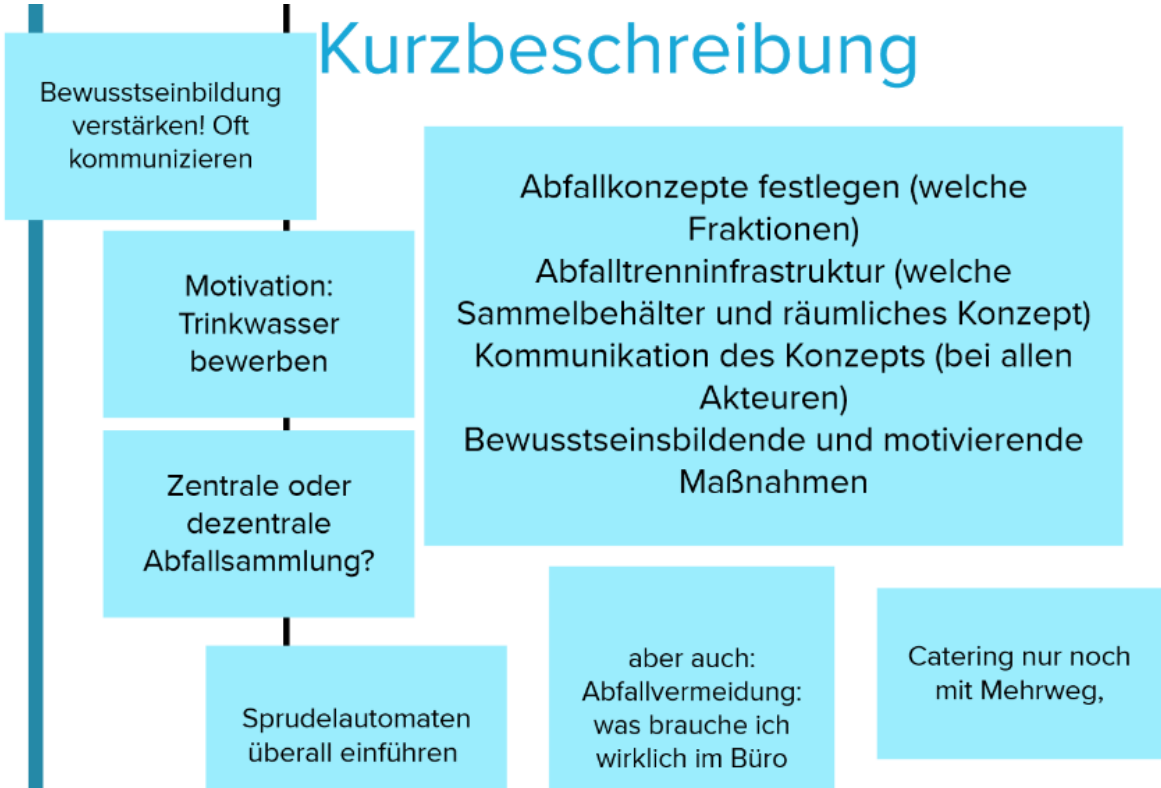 Kurzbeschreibung
Bewusstseinbildung
verstärken! Oft
kommunizieren
Abfallkonzepte festlegen (welche
Fraktionen)
Abfalltrenninfrastruktur (welche
Sammelbehälter und räumliches Konzept)
Kommunikation des Konzepts (bei allen
Akteuren)
Bewusstseinsbildende und motivierende
Maßnahmen
Motivation:
Trinkwasser
bewerben
Zentrale oder
dezentrale
Abfallsammlung?
Sprudelautomaten
überall einführen
aber auch:
Abfallvermeidung:
was brauche ich
wirklich im Büro
Catering nur noch
mit Mehrweg,